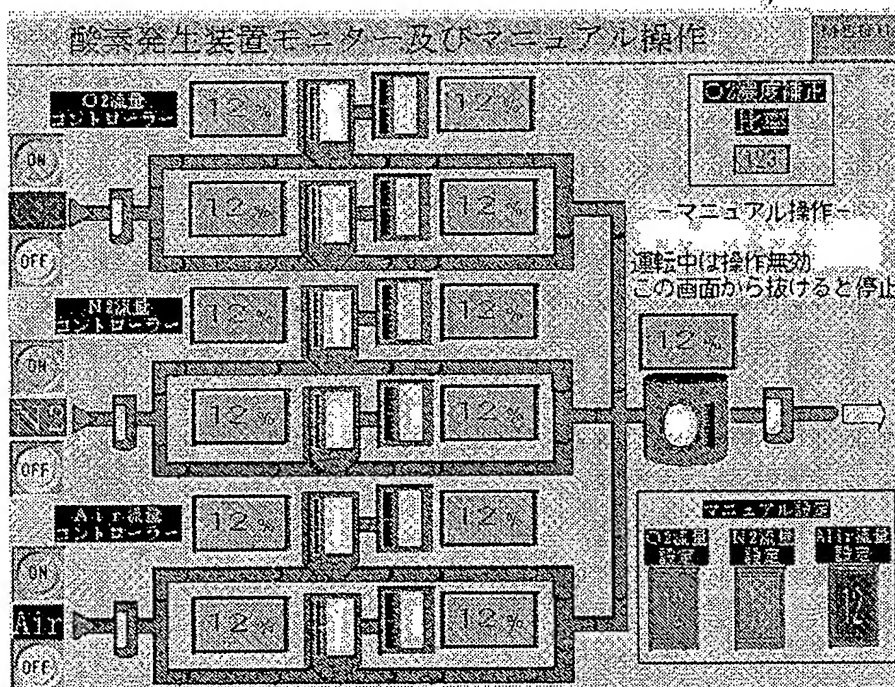 酸素発生装置モニター及びマニュアル操作
MENU
O2流量
コントローラー
12%
12%
O2濃度補正
比率
123
ON
12%
12%
OFF
ーマニュアル操作ー
運転中は操作無効
この画面から抜けると停止
N2流量
コントローラー
12%
12%
12%
ON
12%
12%
OFF
Air流量
コントローラー
12%
12%
マニュアル設定
O2流量
設定
N2流量
設定
Air流量
設定
12
ON
Air
12%
12%
OFF